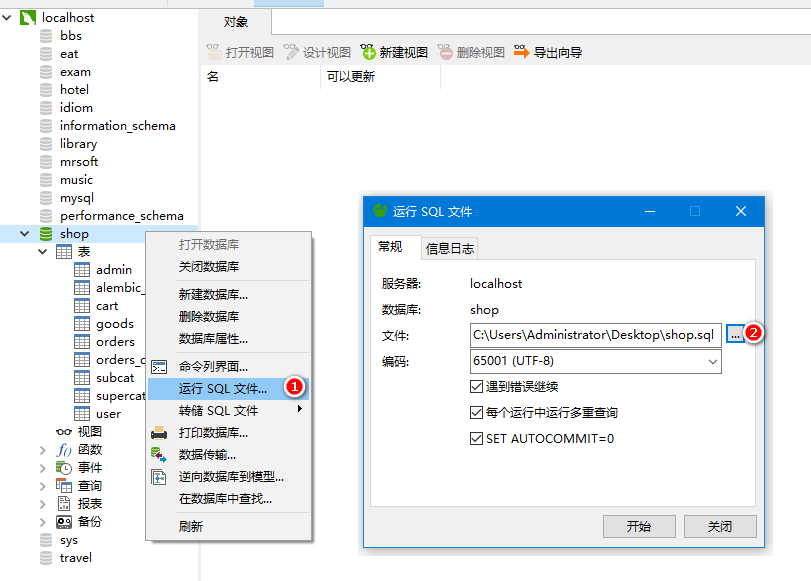 localhost
bbs
eat
exam
hotel
idiom
information_schema
library
mrsoft
music
mysql
performance_schema
shop
表
admin
alembic_
cart
goods
orders
orders_c
subcat
supercat
user
视图
函数
事件
查询
报表
备份
sys
travel
对象
打开视图 设计视图 新建视图 删除视图 导出向导
名 可以更新
打开数据库
关闭数据库
新建数据库...
删除数据库
数据库属性...
命令列界面...
运行 SQL 文件... 1
转储 SQL 文件
打印数据库...
数据传输...
逆向数据库到模型...
在数据库中查找...
刷新
运行 SQL 文件
常规 信息日志
服务器: localhost
数据库: shop
文件: C:\Users\Administrator\Desktop\shop.sql ... 2
编码: 65001 (UTF-8)
遇到错误继续
每个运行中运行多重查询
SET AUTOCOMMIT=0
开始 关闭